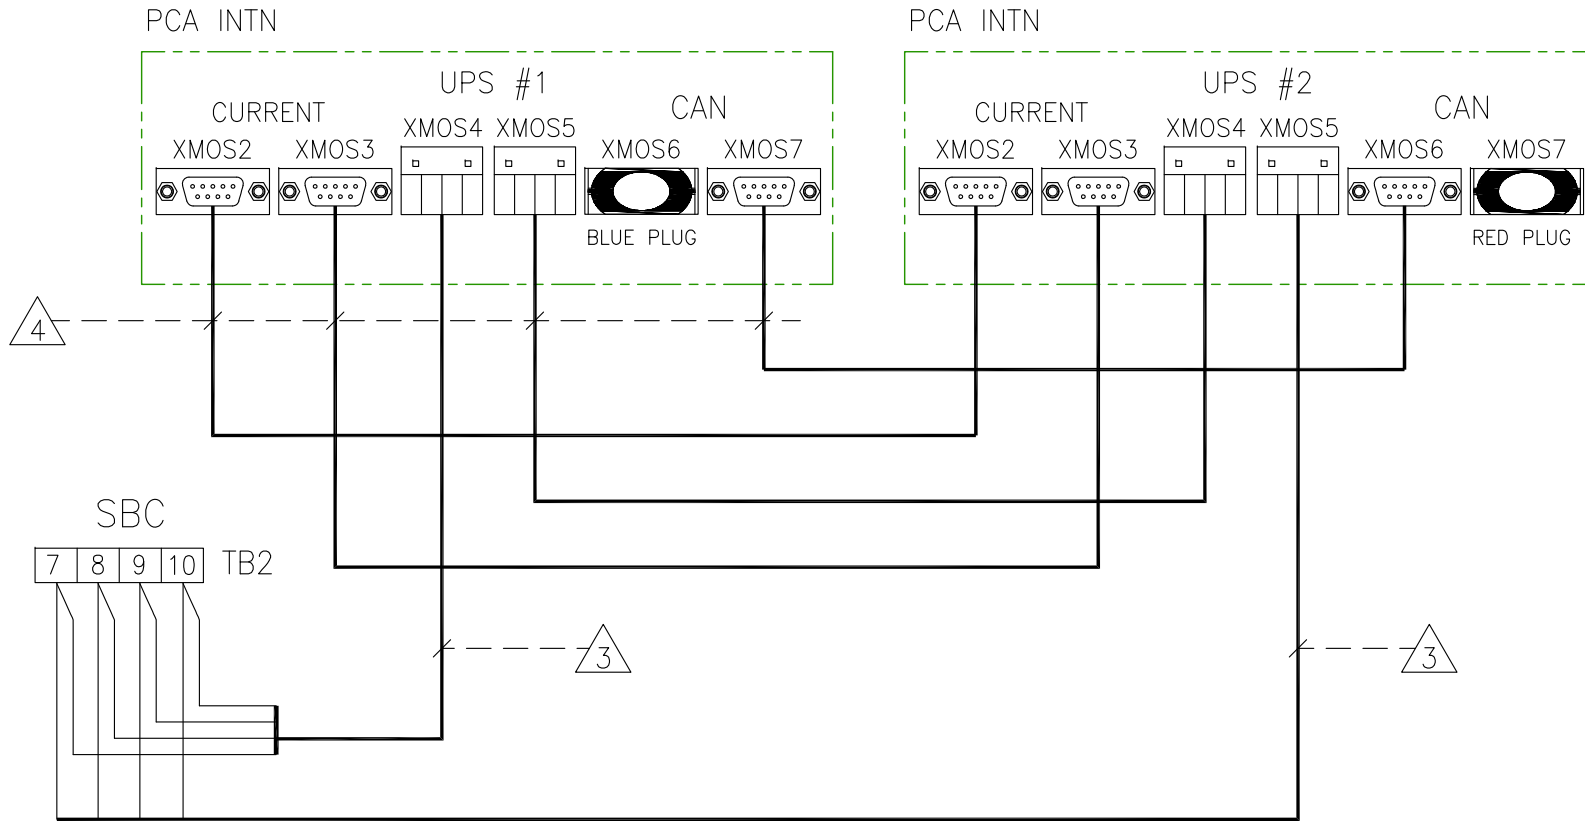 PCA INTN
PCA INTN
UPS #1
UPS #2
CURRENT
CAN
CURRENT
CAN
XMOS2 XMOS3 XMOS4 XMOS5 XMOS6 XMOS7
XMOS2 XMOS3 XMOS4 XMOS5 XMOS6 XMOS7
BLUE PLUG
RED PLUG
4
SBC
7 8 9 10 TB2
3
3